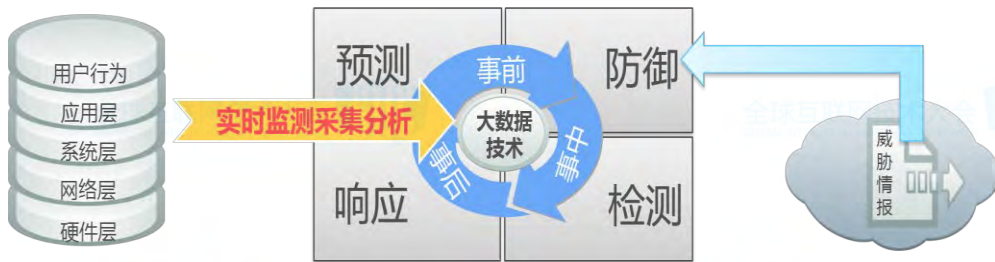 用户行为
应用层
系统层
网络层
硬件层
实时监测采集分析
预测
防御
响应
检测
事前
事中
事后
大数据
技术
威
胁
情
报